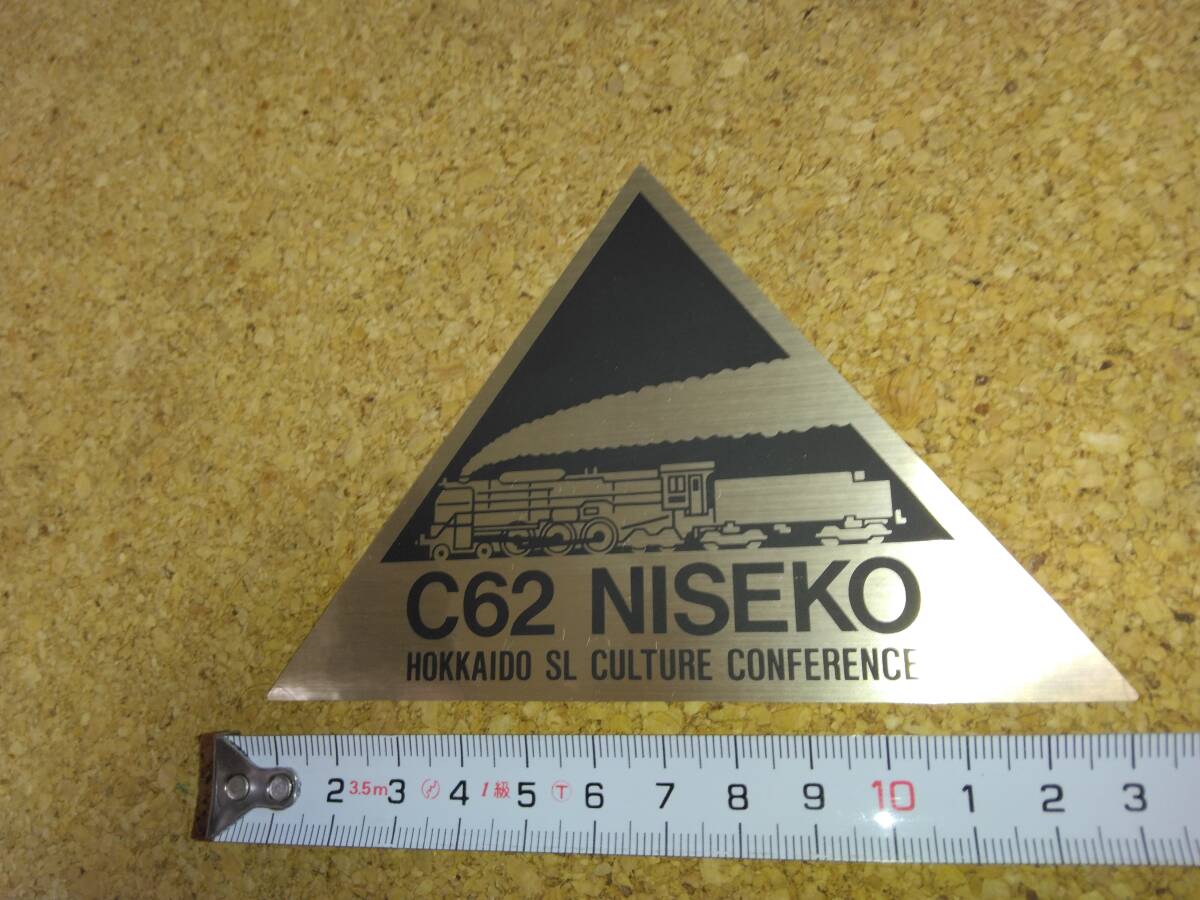 C62 NISEKO
HOKKAIDO SL CULTURE CONFERENCE
2 3.5m 3 4 1級 5 T 6 7 8 9 10 1 2 3